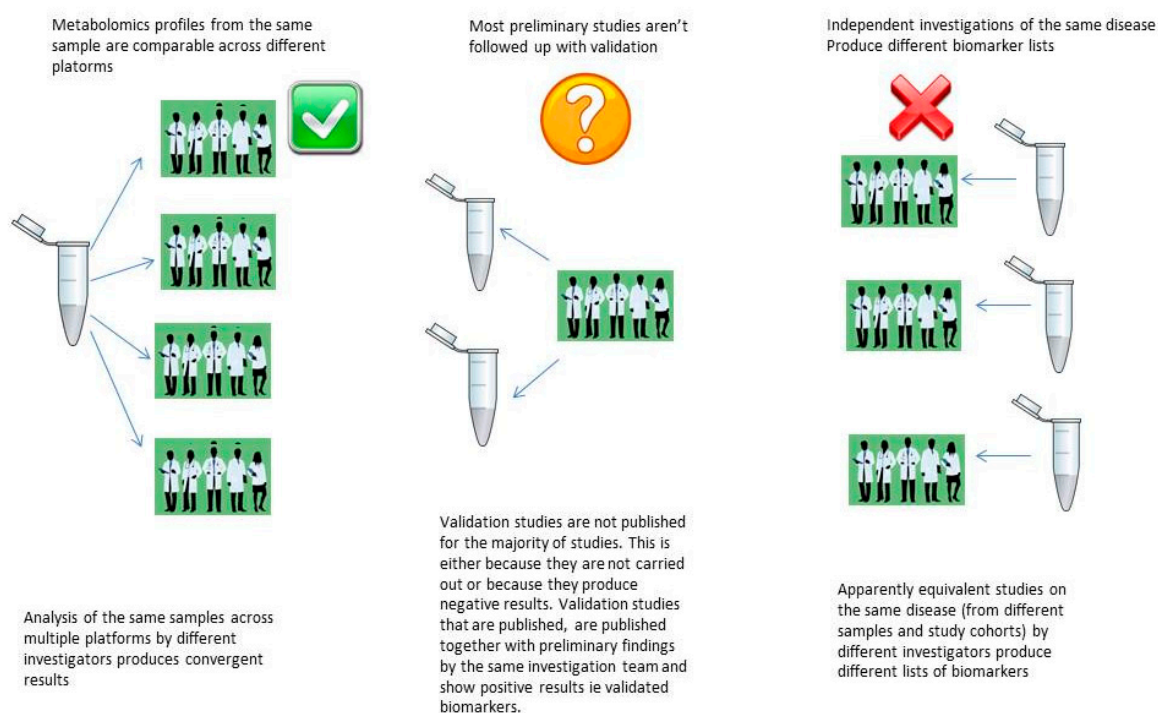 Metabolomics profiles from the same
sample are comparable across different
platorms
Most preliminary studies aren't
followed up with validation
Independent investigations of the same disease
Produce different biomarker lists
Analysis of the same samples across
multiple platforms by different
investigators produces convergent
results
Validation studies are not published
for the majority of studies. This is
either because they are not carried
out or because they produce
negative results. Validation studies
that are published, are published
together with preliminary findings
by the same investigation team and
show positive results ie validated
biomarkers.
Apparently equivalent studies on
the same disease (from different
samples and study cohorts) by
different investigators produce
different lists of biomarkers